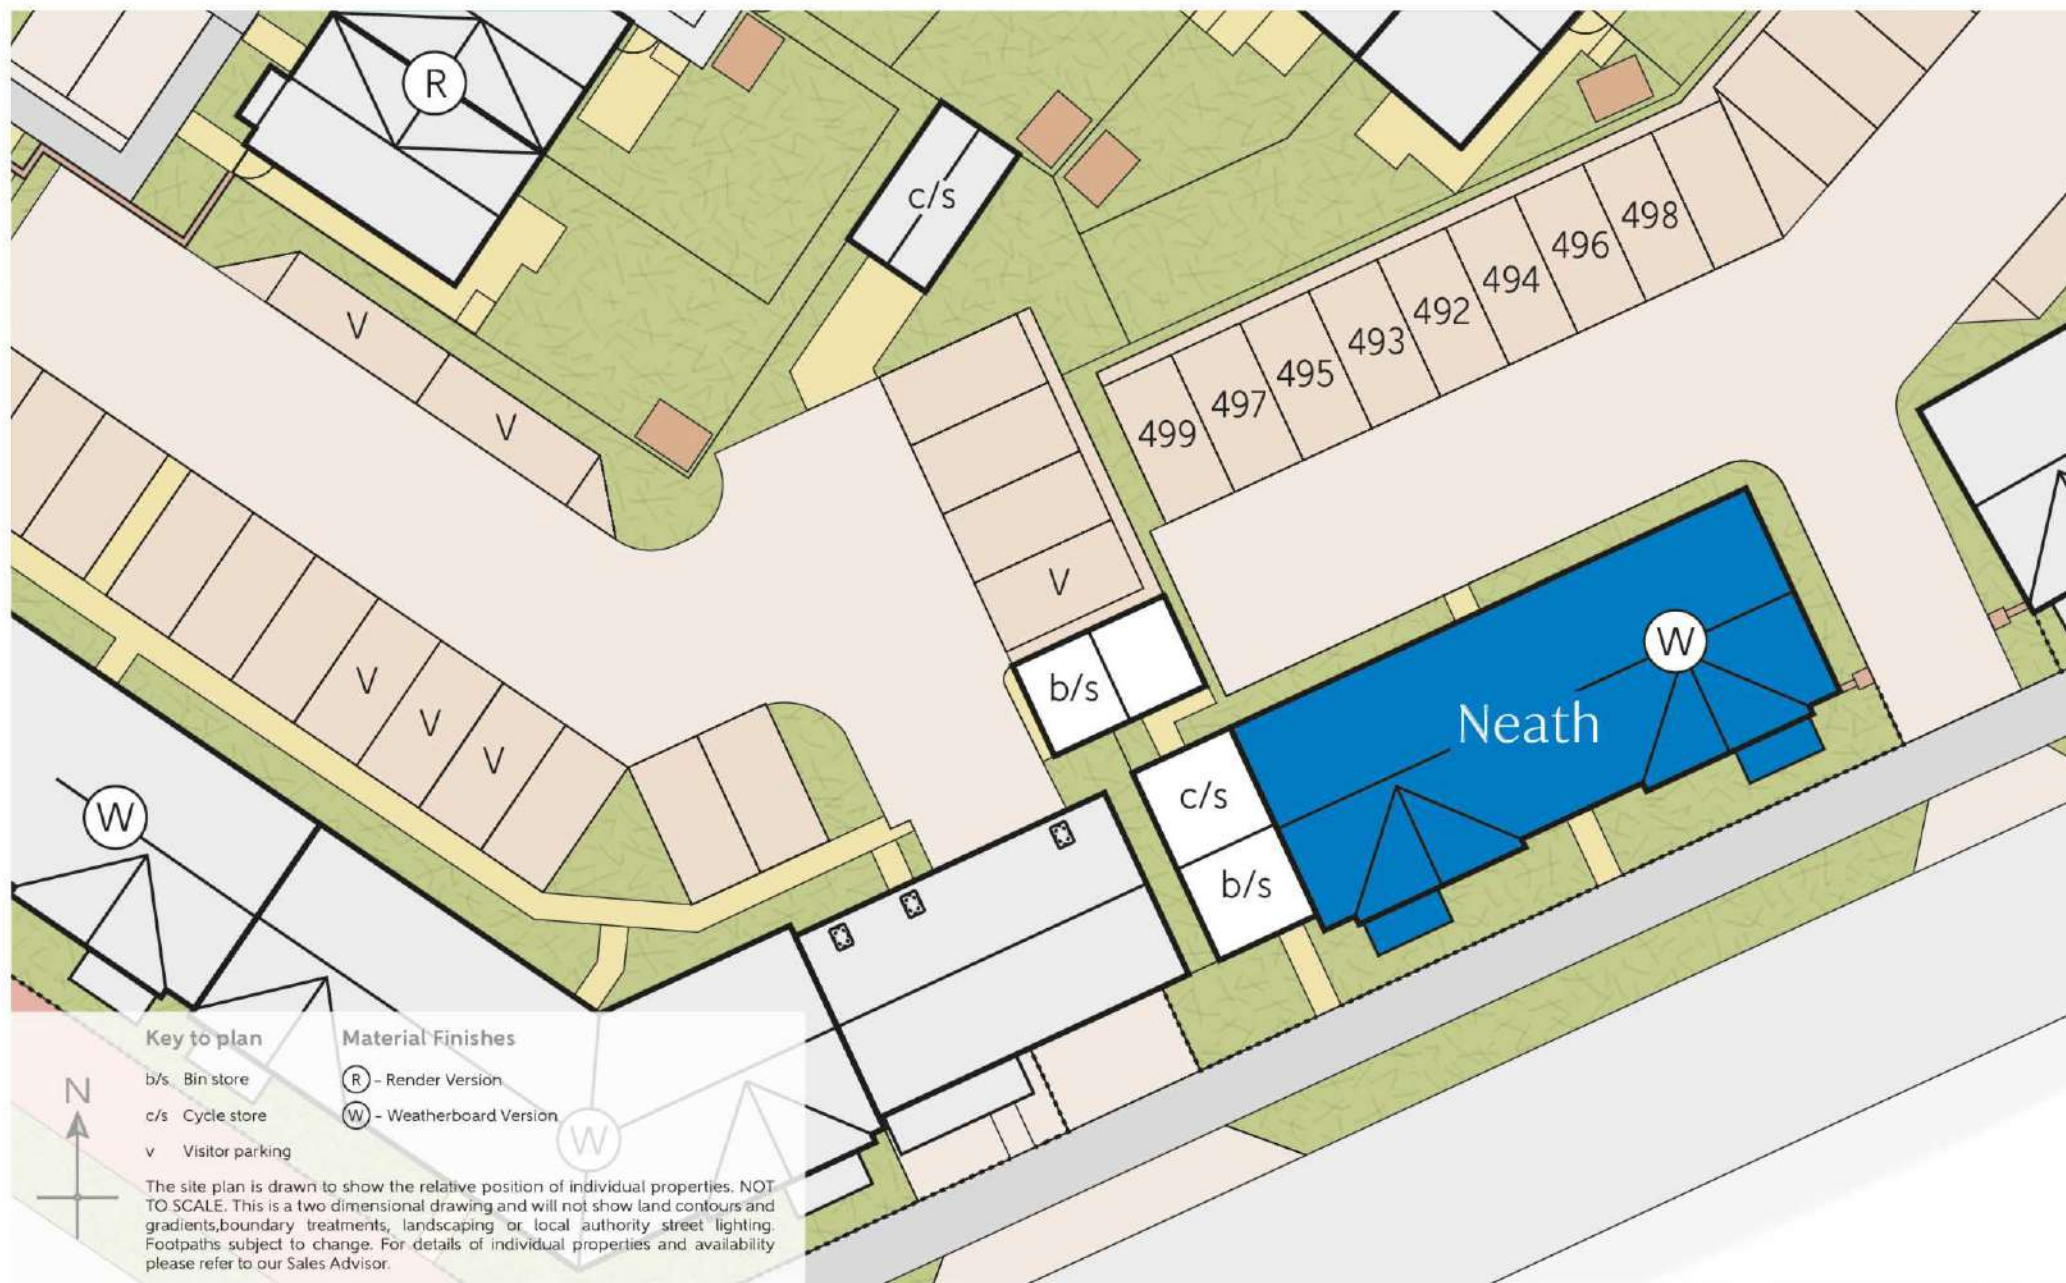 R
c/s
498
496
494
492
493
495
497
499
V
V
V
W
b/s
Neath
V
V
V
c/s
W
b/s
Key to plan
Material Finishes
b/s Bin store
R - Render Version
c/s Cycle store
W - Weatherboard Version
v Visitor parking
W
N
The site plan is drawn to show the relative position of individual properties. NOT
TO SCALE. This is a two dimensional drawing and will not show land contours and
gradients,boundary treatments, landscaping or local authority street lighting.
Footpaths subject to change. For details of individual properties and availability
please refer to our Sales Advisor.